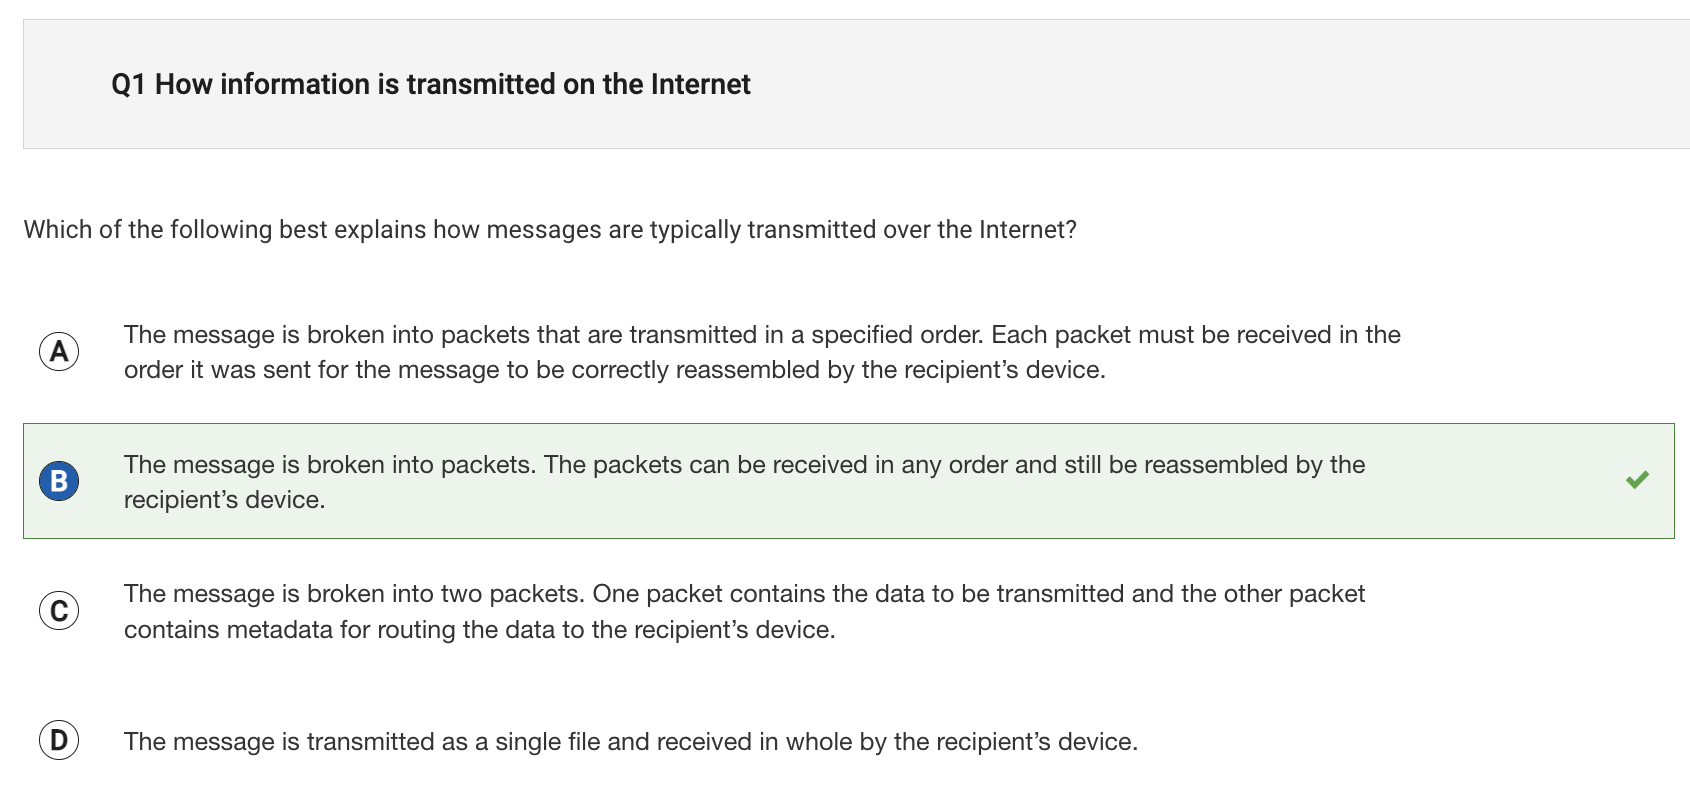 Q1 How information is transmitted on the Internet
Which of the following best explains how messages are typically transmitted over the Internet?
A
The message is broken into packets that are transmitted in a specified order. Each packet must be received in the
order it was sent for the message to be correctly reassembled by the recipient’s device.
B
The message is broken into packets. The packets can be received in any order and still be reassembled by the
recipient’s device.
C
The message is broken into two packets. One packet contains the data to be transmitted and the other packet
contains metadata for routing the data to the recipient’s device.
D
The message is transmitted as a single file and received in whole by the recipient’s device.